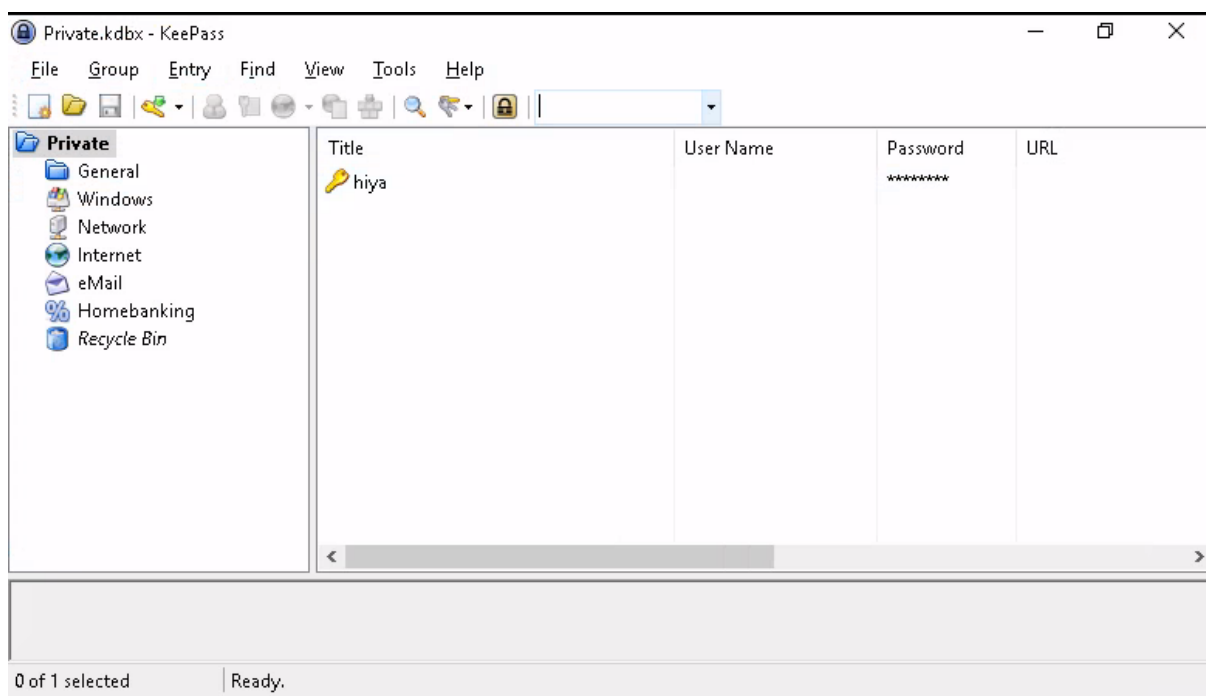 Private.kdbx - KeePass
File Group Entry Find View Tools Help
Private
General
Windows
Network
Internet
eMail
Homebanking
Recycle Bin
Title User Name Password URL
hiya ********
0 of 1 selected Ready.